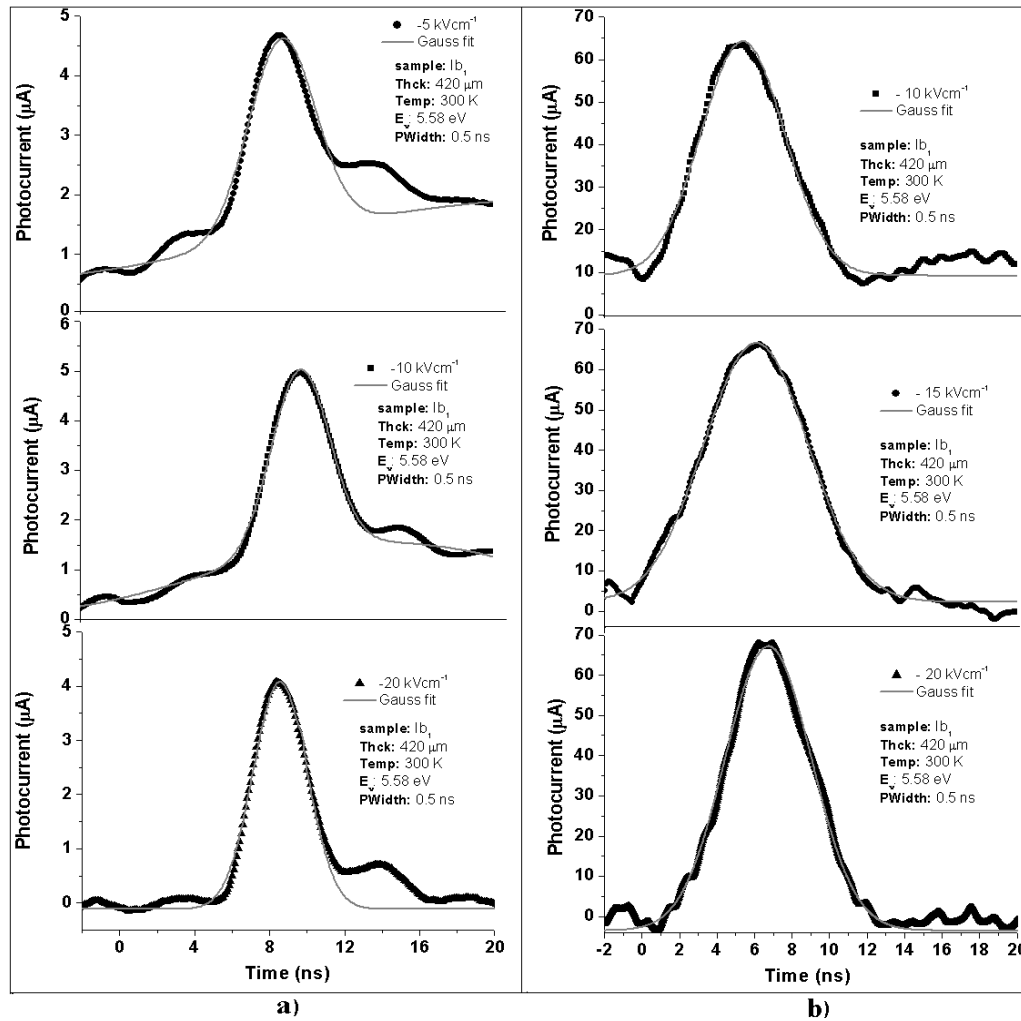 5
4
3
2
1
0
Photocurrent (μA)
-5 kVcm⁻¹
Gauss fit
sample: Ib₁
Thck: 420 μm
Temp: 300 K
Eᵥ: 5.58 eV
PWidth: 0.5 ns
6
5
4
3
2
1
0
Photocurrent (μA)
-10 kVcm⁻¹
Gauss fit
sample: Ib₁
Thck: 420 μm
Temp: 300 K
Eᵥ: 5.58 eV
PWidth: 0.5 ns
5
4
3
2
1
0
Photocurrent (μA)
-20 kVcm⁻¹
Gauss fit
sample: Ib₁
Thck: 420 μm
Temp: 300 K
Eᵥ: 5.58 eV
PWidth: 0.5 ns
0 4 8 12 16 20
Time (ns)
a)
70
60
50
40
30
20
10
0
Photocurrent (μA)
- 10 kVcm⁻¹
Gauss fit
sample: Ib₁
Thck: 420 μm
Temp: 300 K
Eᵥ: 5.58 eV
PWidth: 0.5 ns
70
60
50
40
30
20
10
0
Photocurrent (μA)
- 15 kVcm⁻¹
Gauss fit
sample: Ib₁
Thck: 420 μm
Temp: 300 K
Eᵥ: 5.58 eV
PWidth: 0.5 ns
70
60
50
40
30
20
10
0
Photocurrent (μA)
- 20 kVcm⁻¹
Gauss fit
sample: Ib₁
Thck: 420 μm
Temp: 300 K
Eᵥ: 5.58 eV
PWidth: 0.5 ns
-2 0 2 4 6 8 10 12 14 16 18 20
Time (ns)
b)